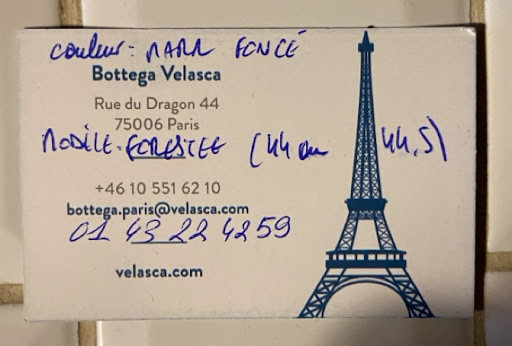 couleur: MARR FONCÉ
Bottega Velasca
Rue du Dragon 44
75006 Paris
MODÈLE: FORESTEE (44 ou 44,5)
+46 10 551 62 10
bottega.paris@velasca.com
01 43 22 42 59
velasca.com